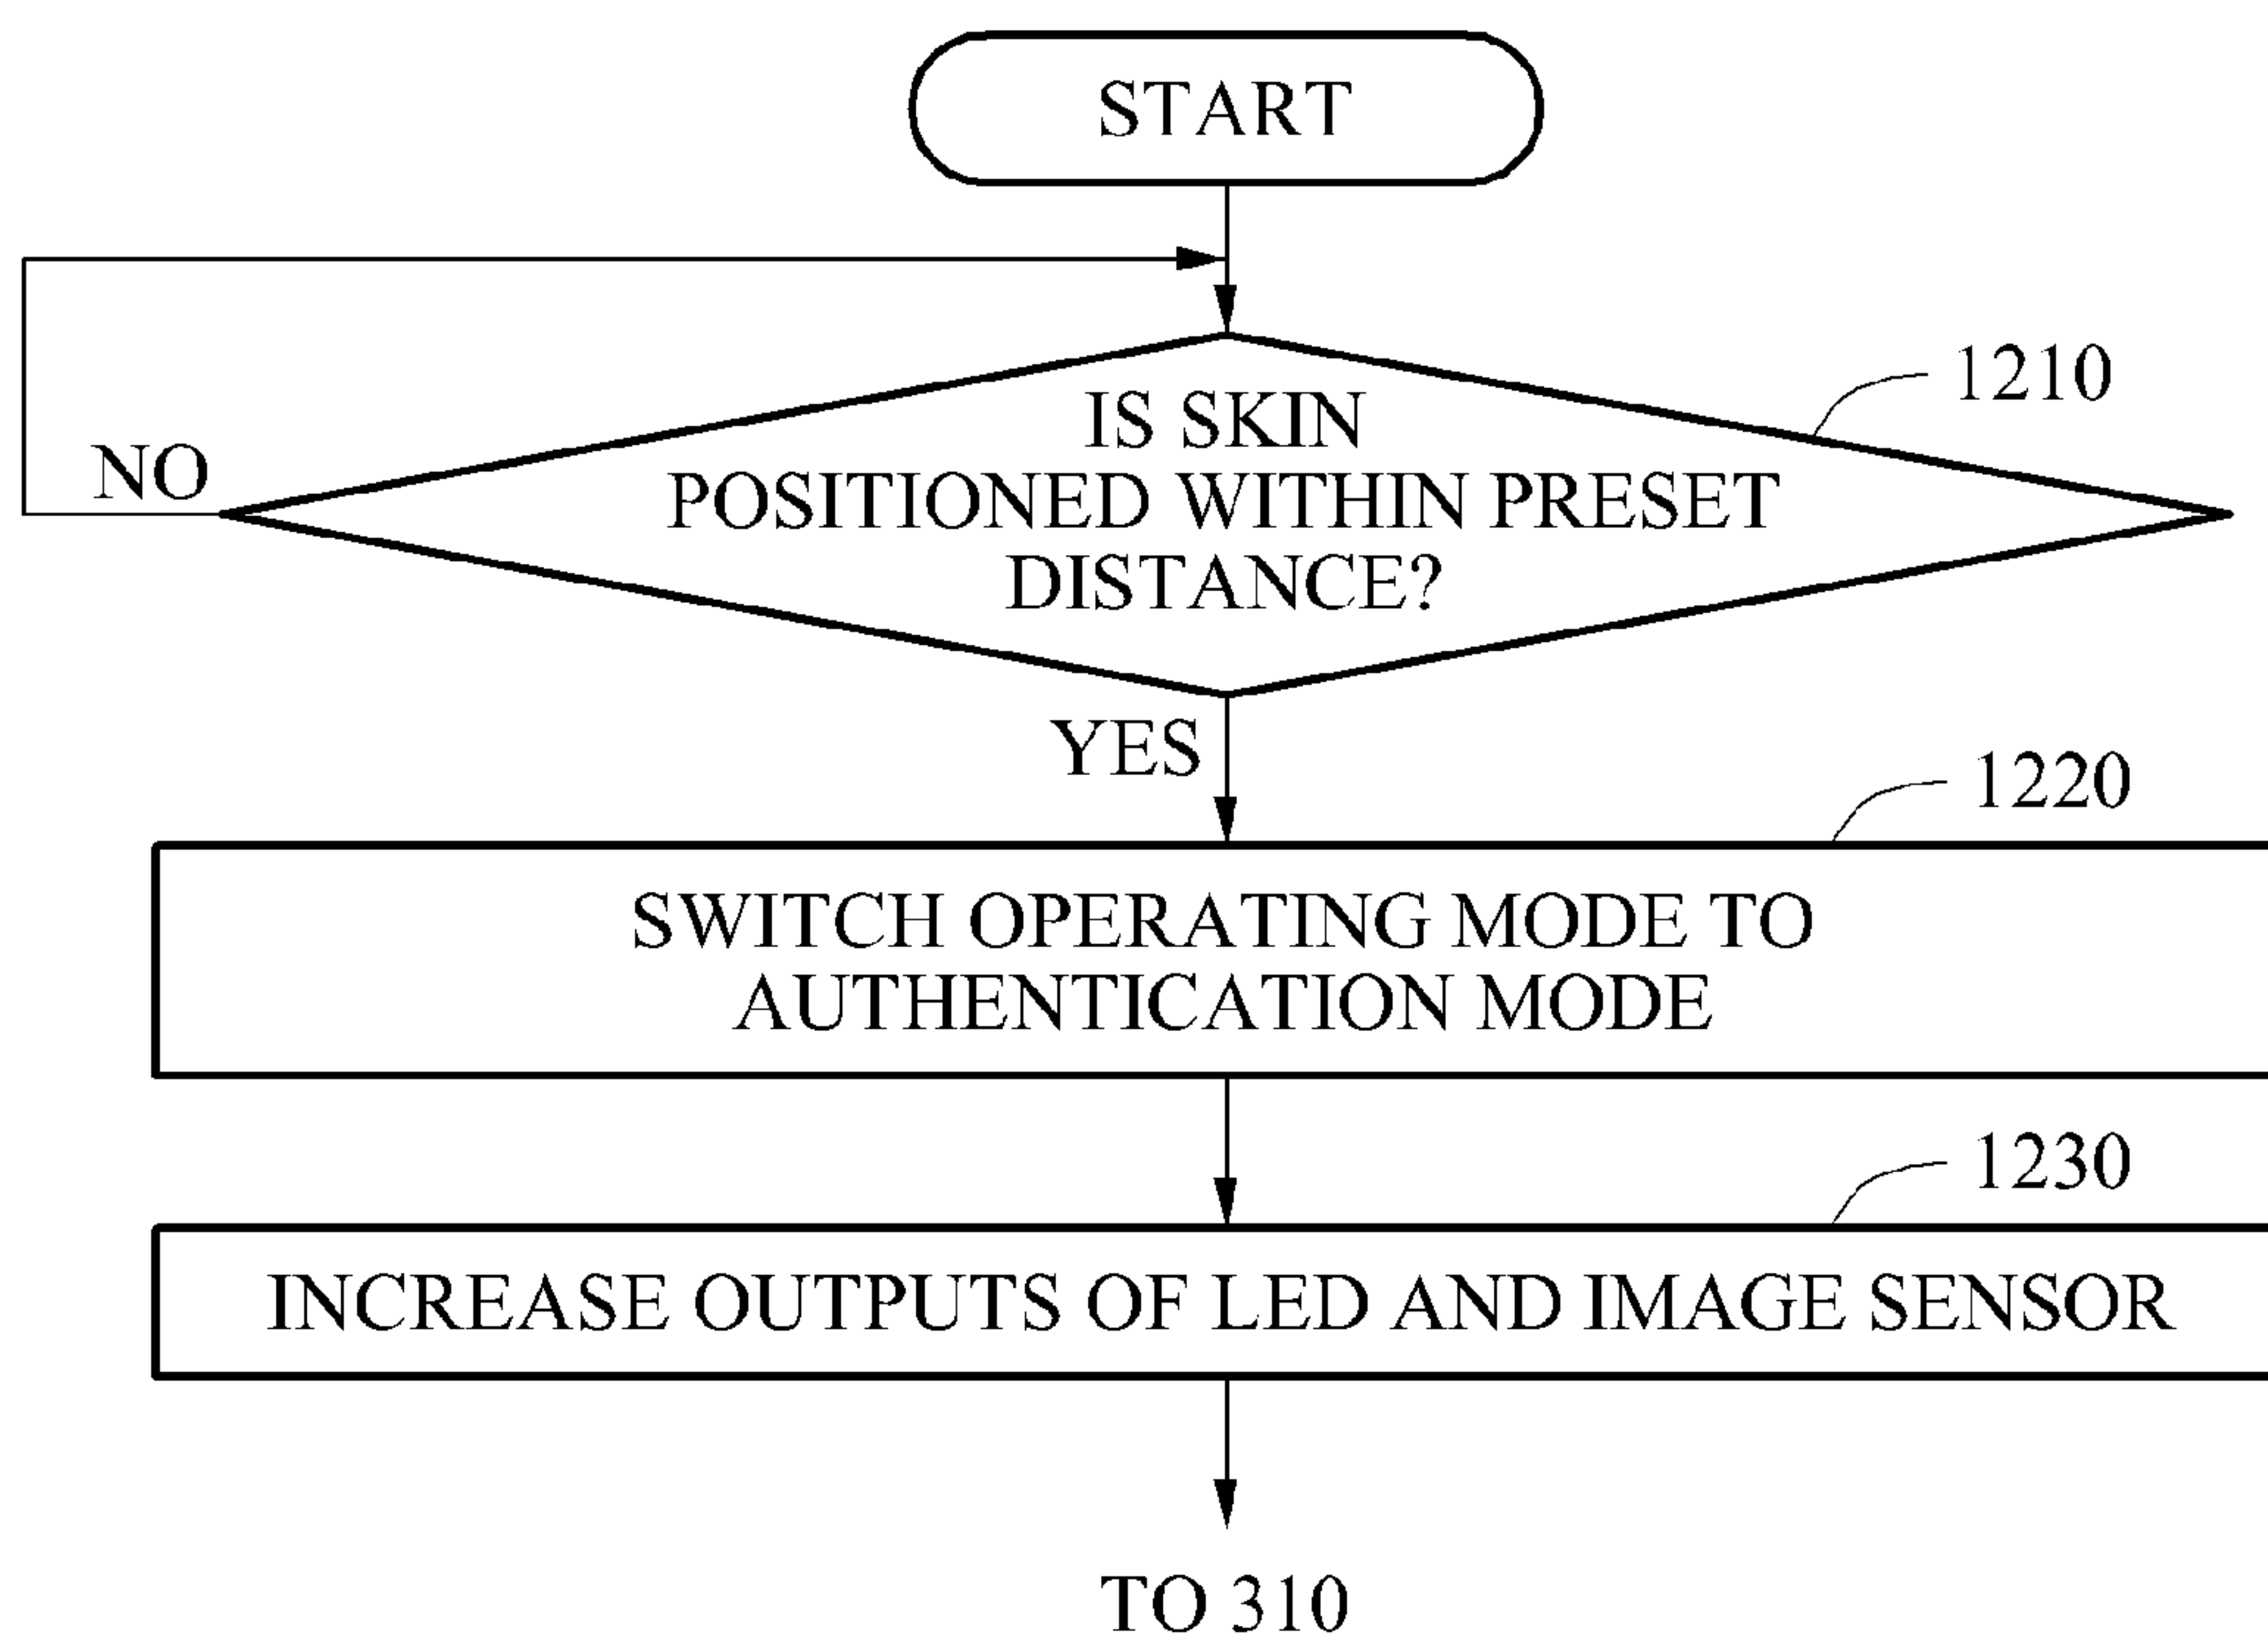 START
1210
IS SKIN
POSITIONED WITHIN PRESET
DISTANCE?
NO
YES
1220
SWITCH OPERATING MODE TO
AUTHENTICATION MODE
1230
INCREASE OUTPUTS OF LED AND IMAGE SENSOR
TO 310